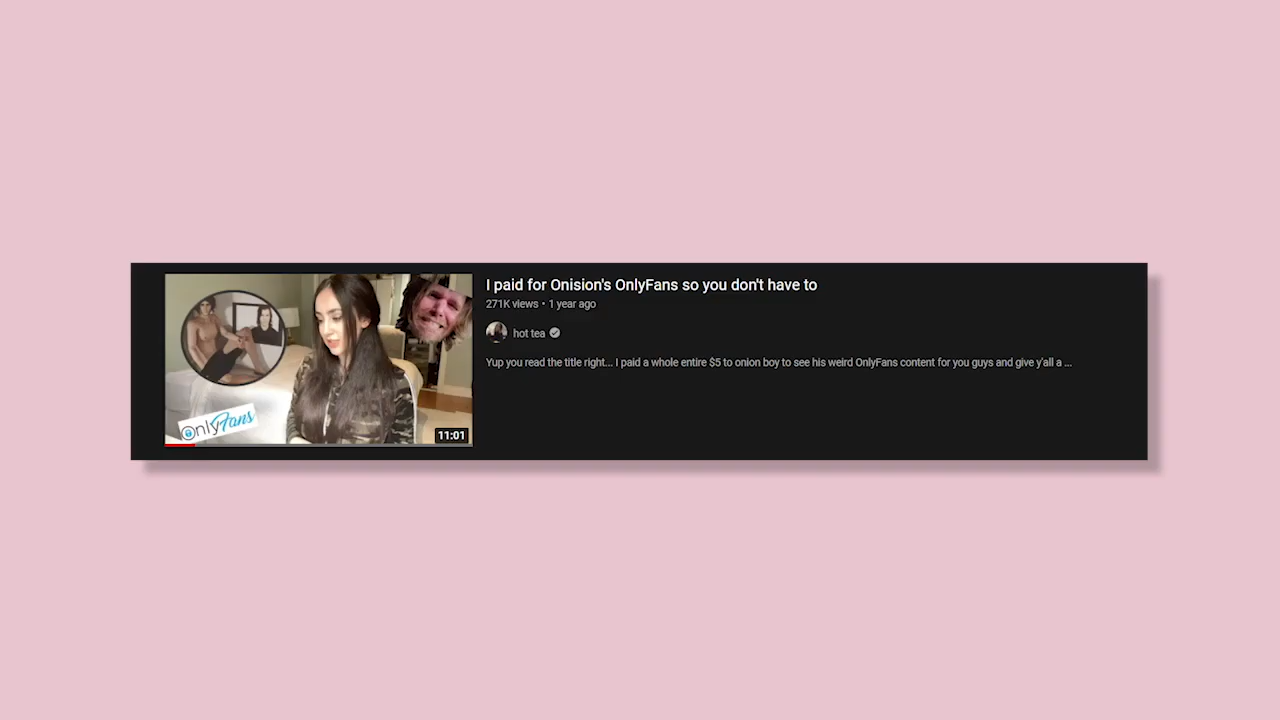 I paid for Onision's OnlyFans so you don't have to
271K views • 1 year ago
hot tea
Yup you read the title right... I paid a whole entire $5 to onion boy to see his weird OnlyFans content for you guys and give y'all a ...
OnlyFans
11:01